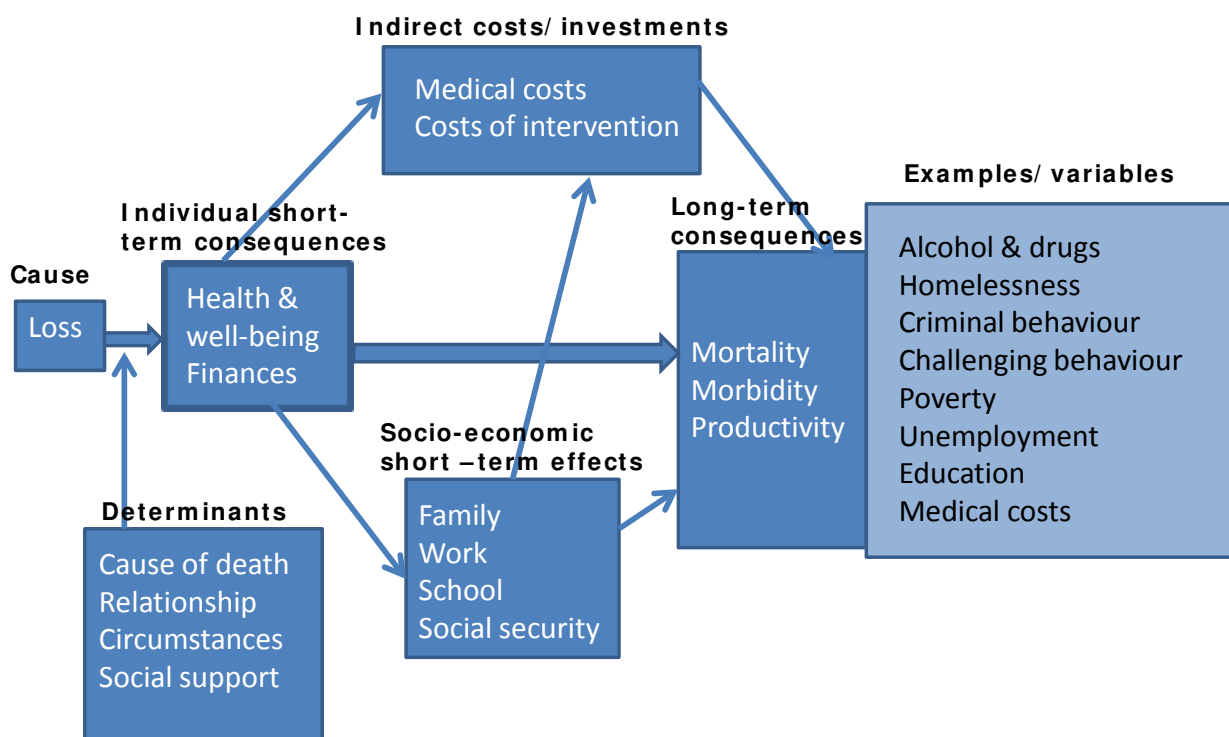 Indirect costs/ investments
Medical costs
Costs of intervention
Examples/ variables
Alcohol & drugs
Homelessness
Criminal behaviour
Challenging behaviour
Poverty
Unemployment
Education
Medical costs
Individual short-
term consequences
Long-term
consequences
Cause
Loss
Health &
well-being
Finances
Mortality
Morbidity
Productivity
Socio-economic
short –term effects
Family
Work
School
Social security
Determinants
Cause of death
Relationship
Circumstances
Social support